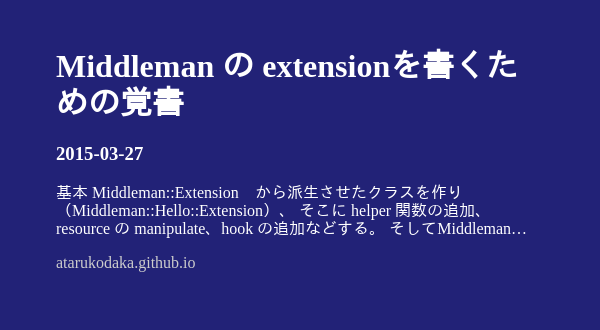 Middleman の extensionを書くた
めの覚書
2015-03-27
基本 Middleman::Extension　から派生させたクラスを作り
（Middleman::Hello::Extension）、 そこに helper 関数の追加、
resource の manipulate、hook の追加などする。 そしてMiddleman…
atarukodaka.github.io